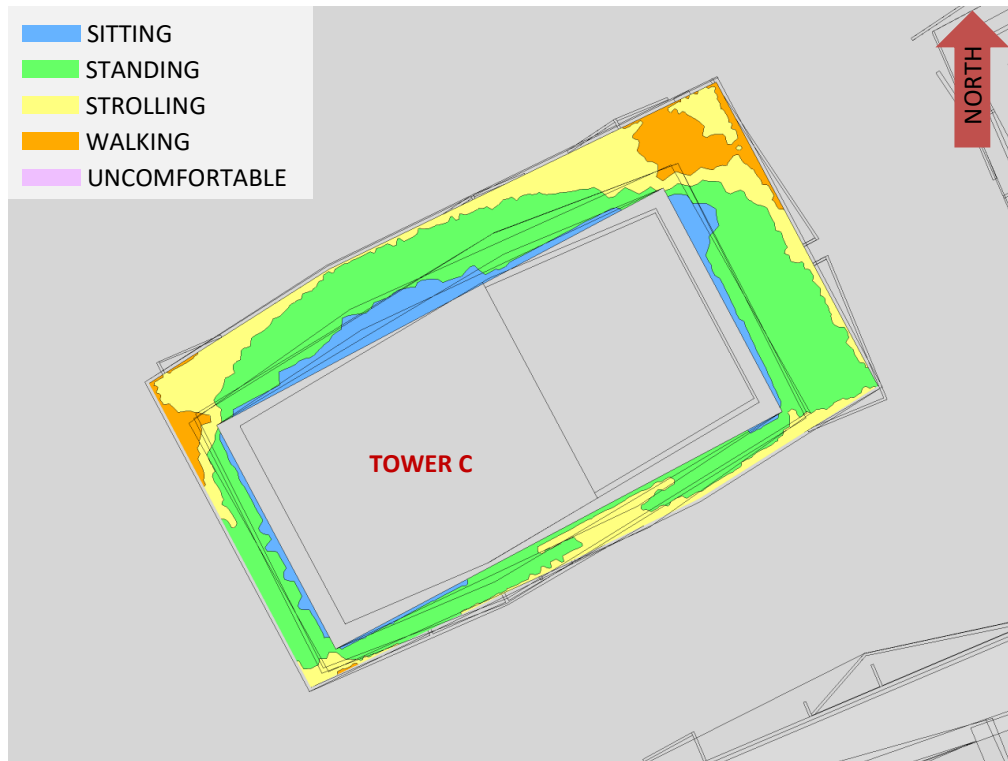 SITTING
STANDING
STROLLING
WALKING
UNCOMFORTABLE
NORTH
TOWER C